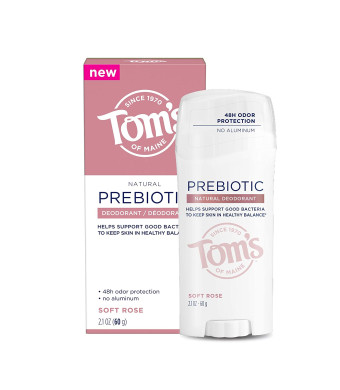 new
SINCE 1970
Tom's
OF MAINE
NATURAL
PREBIOTIC
DEODORANT / DÉODORA
HELPS SUPPORT GOOD BACTERIA
TO KEEP SKIN IN HEALTHY BALA
• 48h odor protection
• no aluminum
SOFT ROSE
2.1 OZ (60 g)
48H ODOR
PROTECTION
NO ALUMINUM
PREBIOTIC
NATURAL DEODORANT
HELPS SUPPORT GOOD BACTERIA
TO KEEP SKIN IN HEALTHY BALANCE*
SINCE 1970
Tom's
OF MAINE
SOFT ROSE
2.1 OZ · 60 g